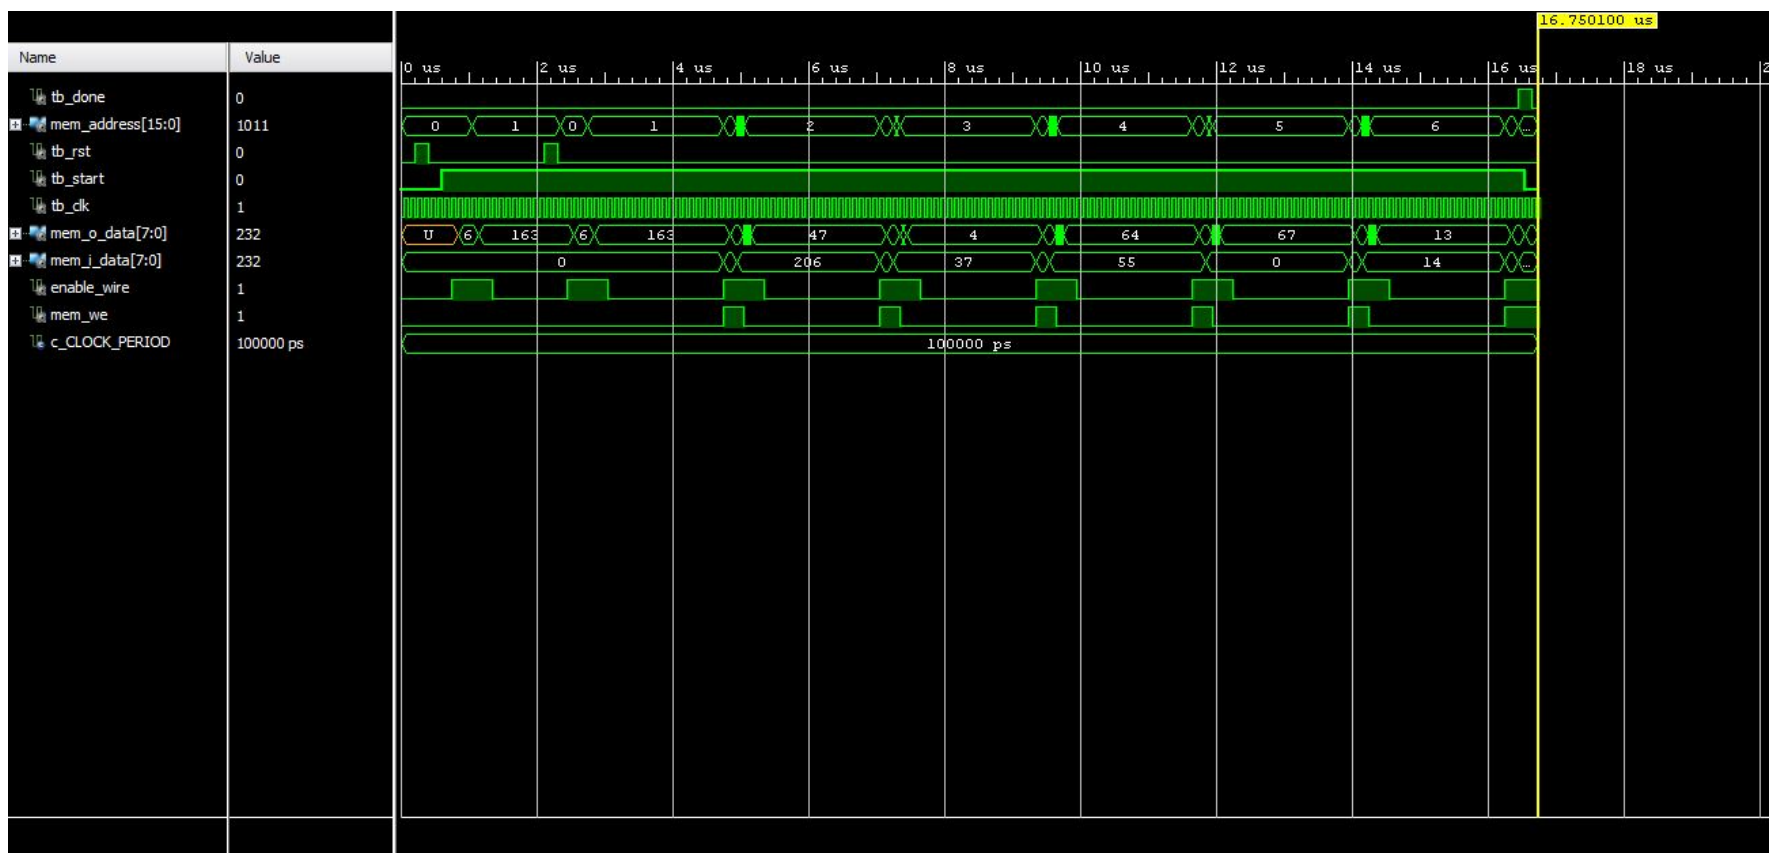 16.750100 us
Name Value
0 us 2 us 4 us 6 us 8 us 10 us 12 us 14 us 16 us 18 us 2
tb_done 0
mem_address[15:0] 1011 0 1 0 1 2 3 4 5 6 ...
tb_rst 0
tb_start 0
tb_clk 1
mem_o_data[7:0] 232 U 6 163 6 163 47 4 64 67 13
mem_i_data[7:0] 232 0 206 37 55 0 14 ...
enable_wire 1
mem_we 1
c_CLOCK_PERIOD 100000 ps 100000 ps